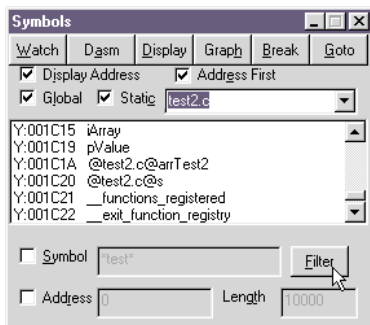 Symbols
Watch Dasm Display Graph Break Goto
Display Address Address First
Global Static test2.c
Y:001C15 iArray
Y:001C19 pValue
Y:001C1A @test2.c@arrTest2
Y:001C20 @test2.c@s
Y:001C21 __functions_registered
Y:001C22 __exit_function_registry
Symbol *test* Filter
Address 0 Length 10000